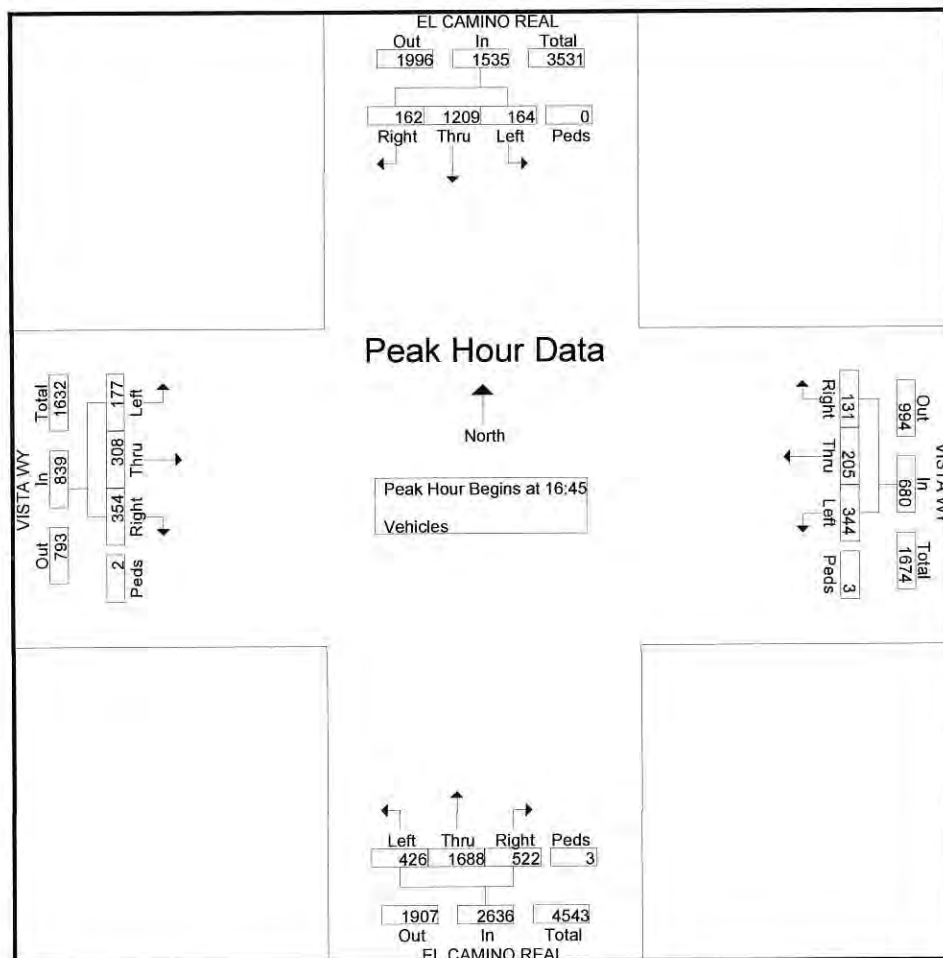 EL CAMINO REAL
Out In Total
1996 1535 3531
162 1209 164 0
Right Thru Left Peds
Peak Hour Data
North
Peak Hour Begins at 16:45
Vehicles
VISTA WY
Total In Out
1632 839 793
177 308 354 2
Left Thru Right Peds
Right Thru Left Peds
131 205 344 3
994 680 1674
Out In Total
VISTA WY
Left Thru Right Peds
426 1688 522 3
1907 2636 4543
Out In Total
EL CAMINO REAL